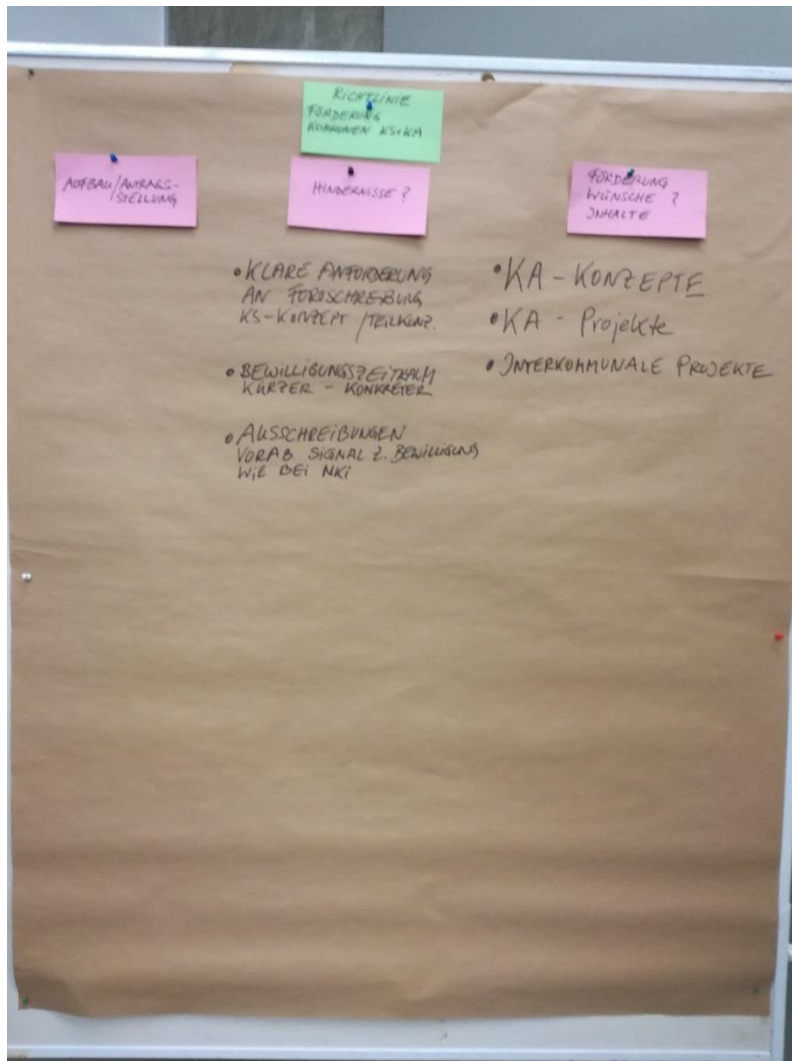 RICHTLINIE
FÖRDERUNG
KOMMUNEN KS+KA
AUFBAU/ANTRAGS-
STELLUNG
HINDERNISSE?
FÖRDERUNG
WÜNSCHE ?
INHALTE
• KLARE ANFORDERUNG
AN FORTSCHREIBUNG
KS-KONZEPT / TEILKONZ.
• BEWILLIGUNGSZEITRAUM
KÜRZER - KONKRETER
• AUSSCHREIBUNGEN
VORAB SIGNAL Z. BEWILLIGUNG
WIE BEI NKI
• KA - KONZEPTE
• KA - Projekte
• INTERKOMMUNALE PROJEKTE